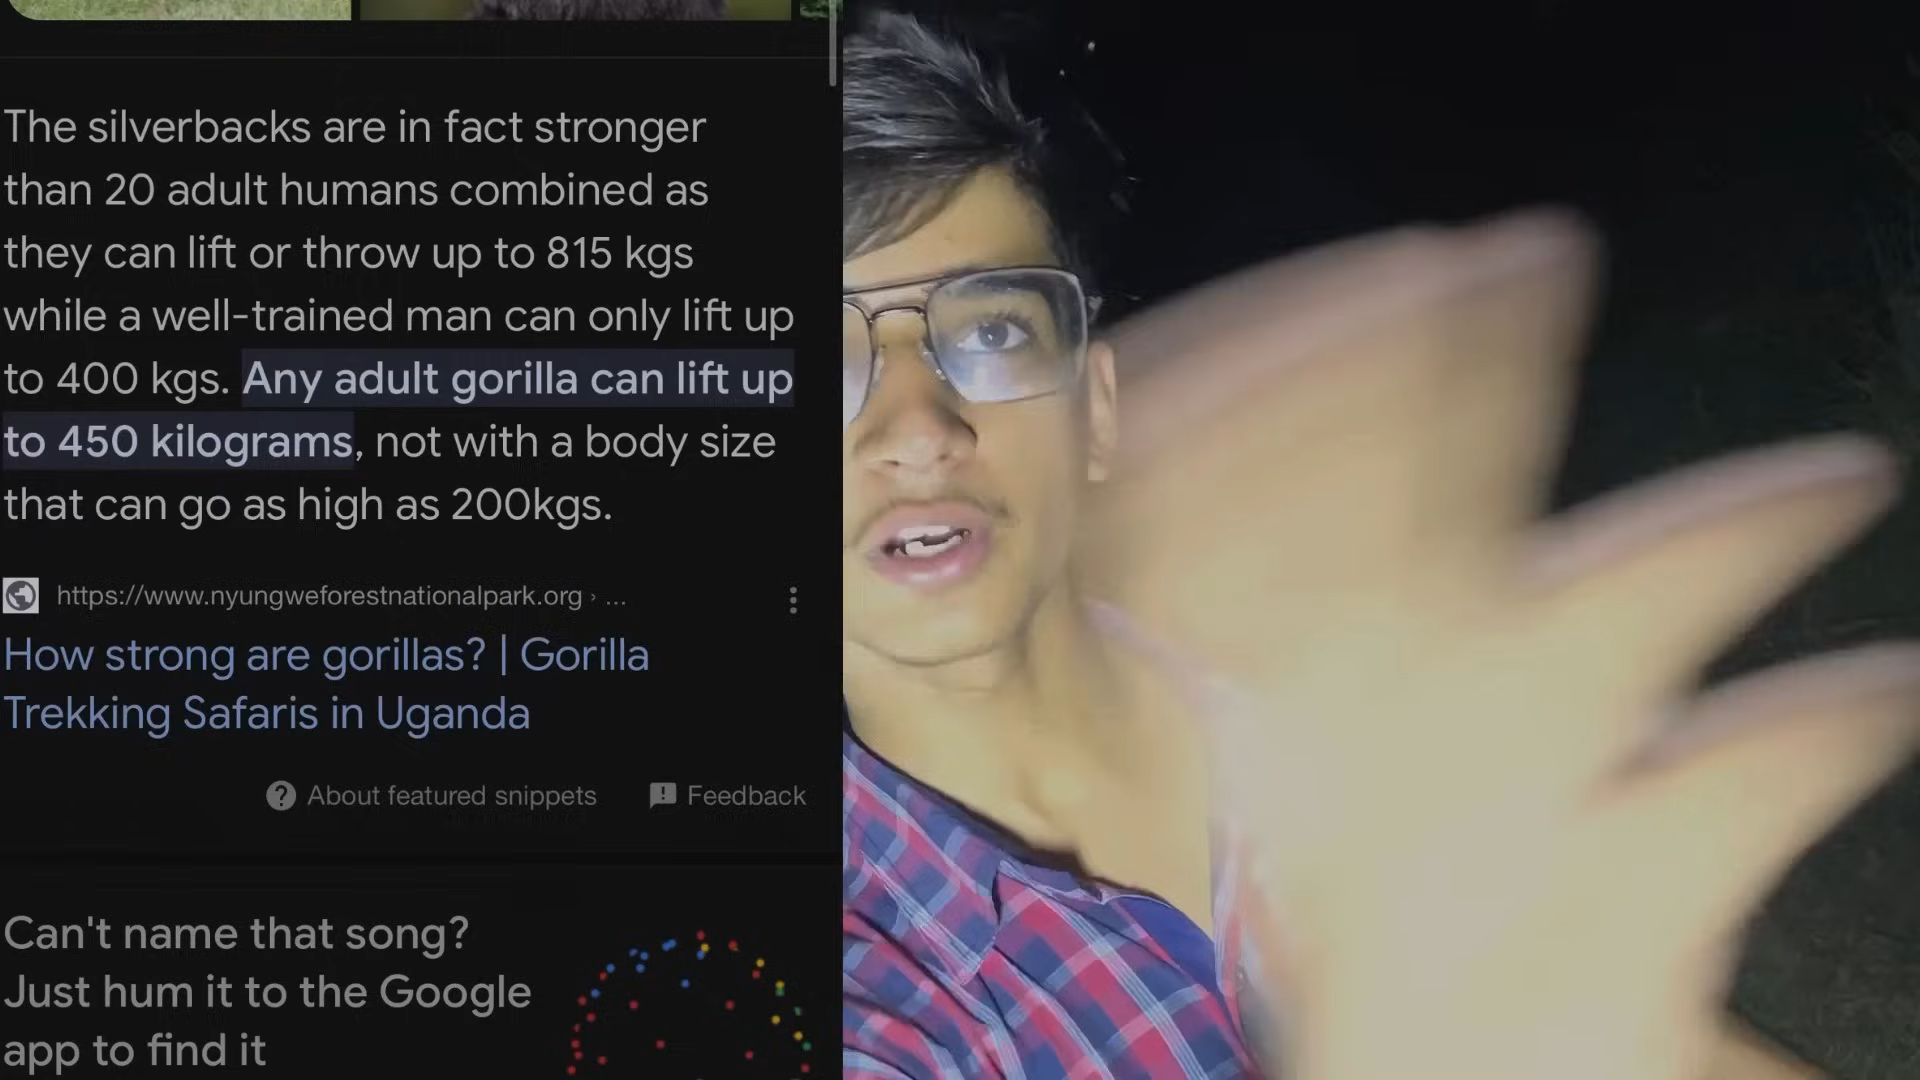 The silverbacks are in fact stronger
than 20 adult humans combined as
they can lift or throw up to 815 kgs
while a well-trained man can only lift up
to 400 kgs. Any adult gorilla can lift up
to 450 kilograms, not with a body size
that can go as high as 200kgs.
https://www.nyungweforestnationalpark.org › ...
How strong are gorillas? | Gorilla
Trekking Safaris in Uganda
About featured snippets
Feedback
Can't name that song?
Just hum it to the Google
app to find it